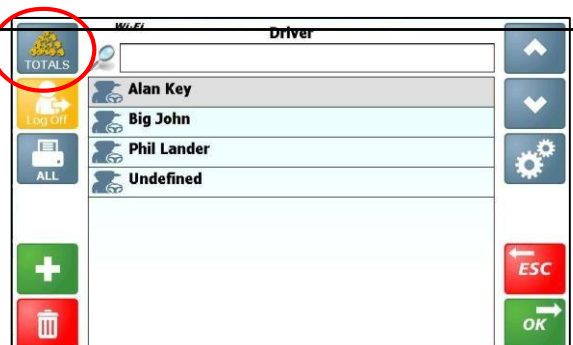 Wi-Fi
Driver
TOTALS
Alan Key
Log Off
Big John
Phil Lander
ALL
Undefined
ESC
OK